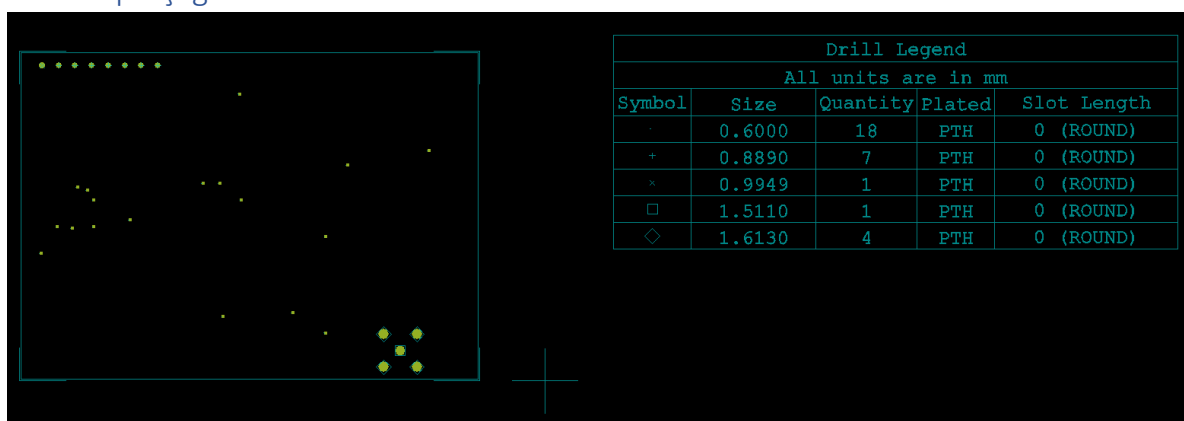 Drill Legend
All units are in mm
Symbol Size Quantity Plated Slot Length
0.6000 18 PTH 0 (ROUND)
0.8890 7 PTH 0 (ROUND)
0.9949 1 PTH 0 (ROUND)
1.5110 1 PTH 0 (ROUND)
1.6130 4 PTH 0 (ROUND)